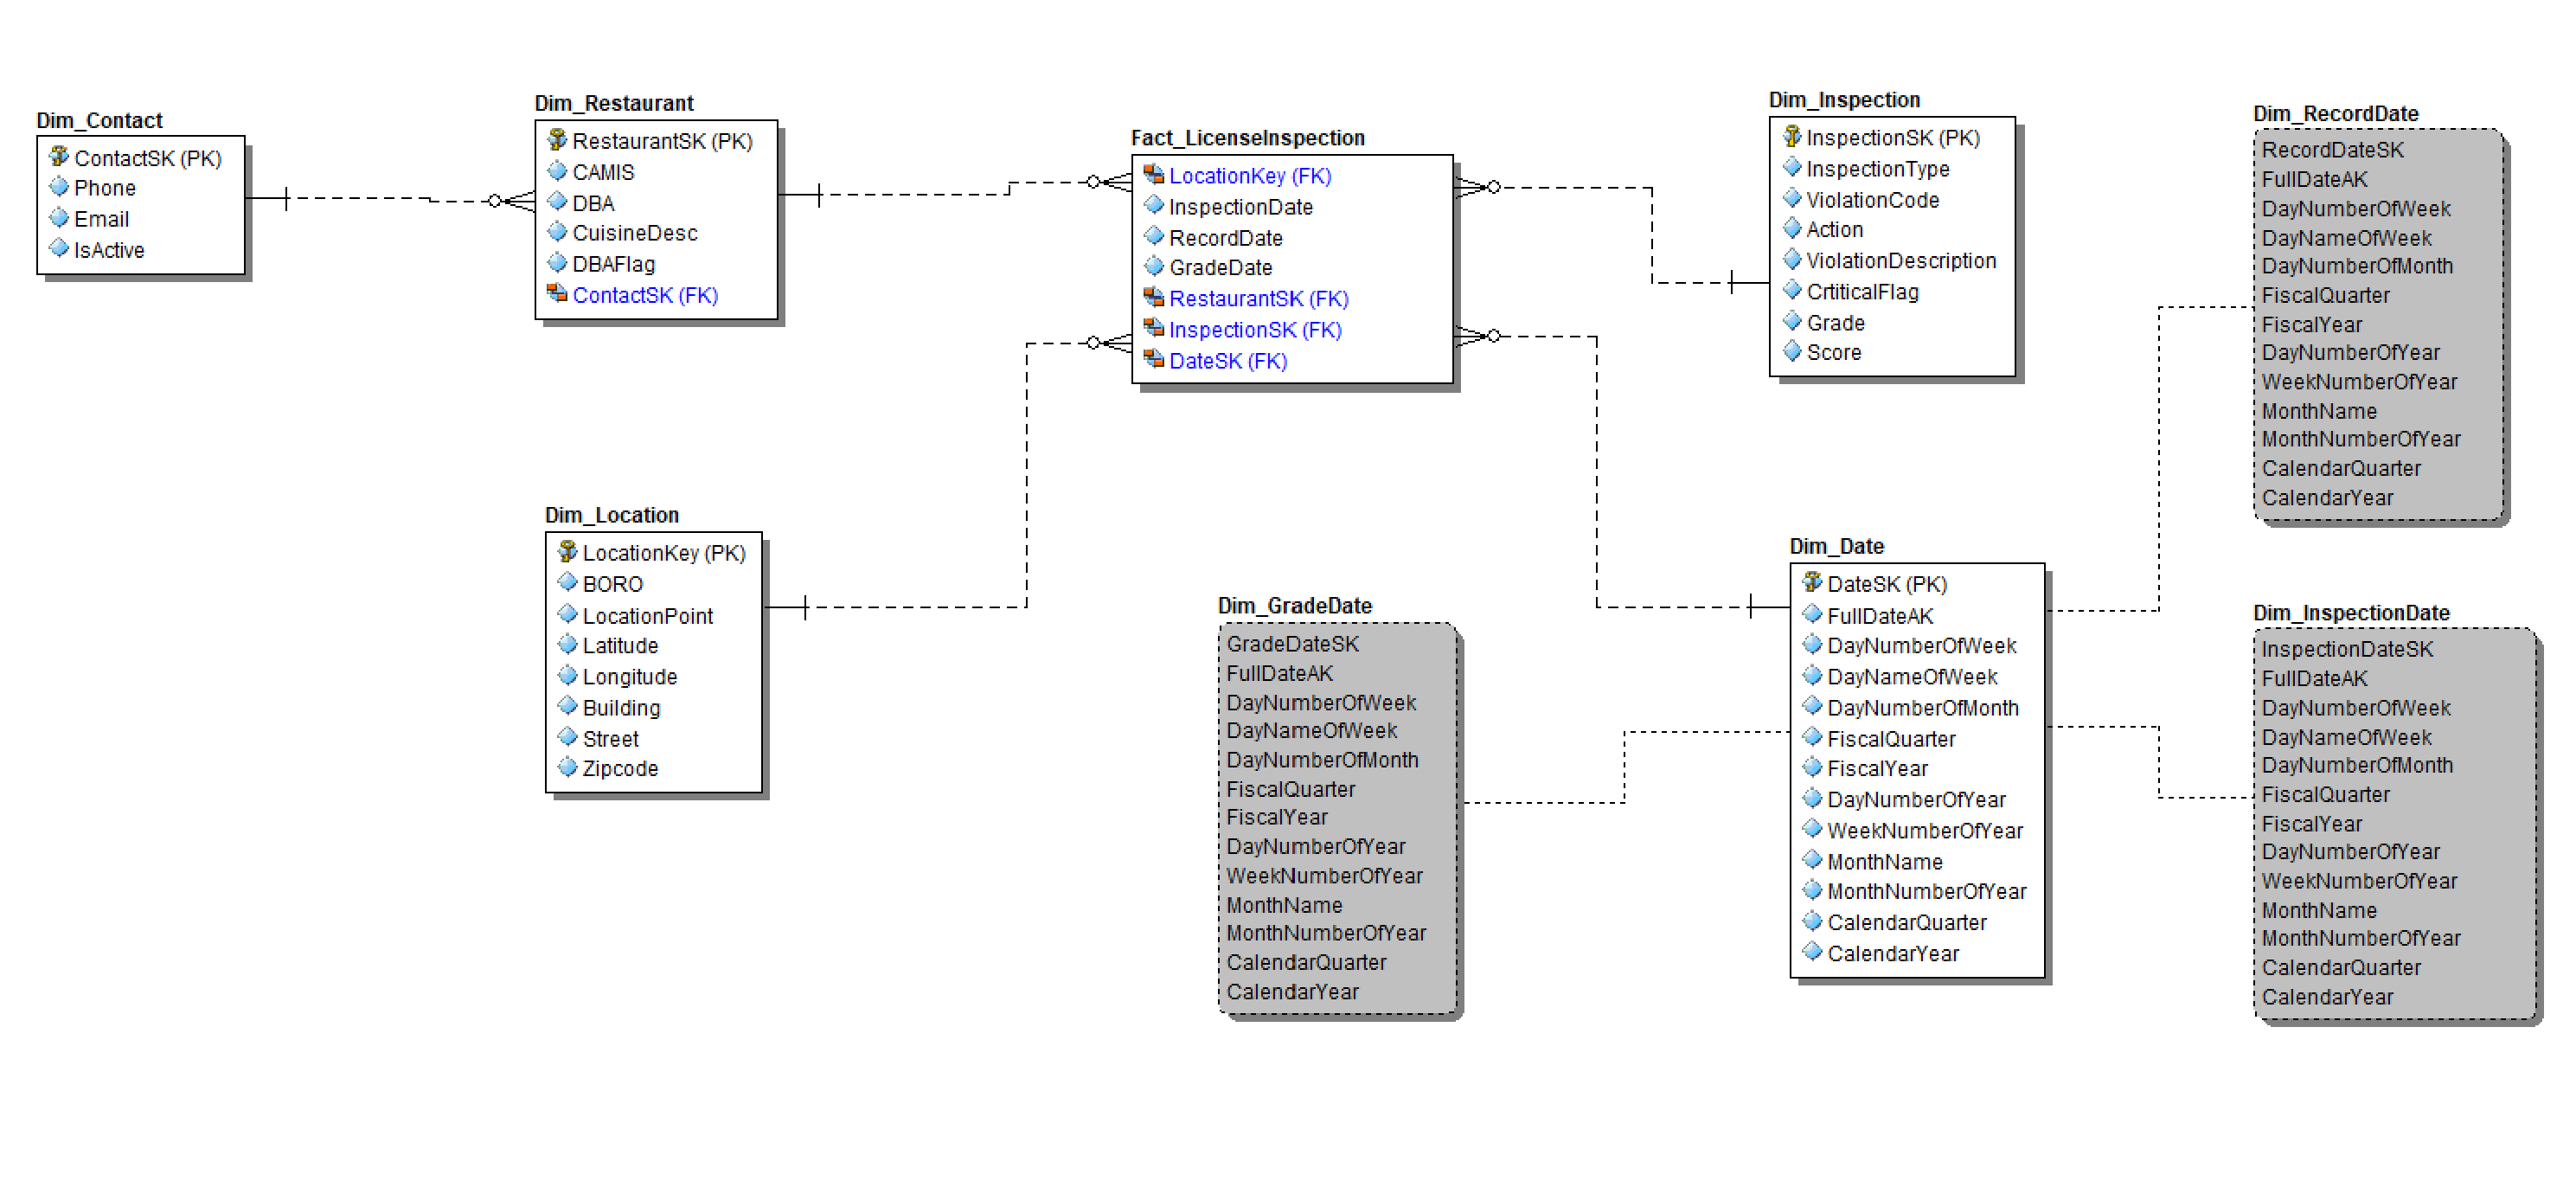 Dim_Contact
ContactSK (PK)
Phone
Email
IsActive
Dim_Restaurant
RestaurantSK (PK)
CAMIS
DBA
CuisineDesc
DBAFlag
ContactSK (FK)
Fact_LicenseInspection
LocationKey (FK)
InspectionDate
RecordDate
GradeDate
RestaurantSK (FK)
InspectionSK (FK)
DateSK (FK)
Dim_Inspection
InspectionSK (PK)
InspectionType
ViolationCode
Action
ViolationDescription
CrtiticalFlag
Grade
Score
Dim_RecordDate
RecordDateSK
FullDateAK
DayNumberOfWeek
DayNameOfWeek
DayNumberOfMonth
FiscalQuarter
FiscalYear
DayNumberOfYear
WeekNumberOfYear
MonthName
MonthNumberOfYear
CalendarQuarter
CalendarYear
Dim_Location
LocationKey (PK)
BORO
LocationPoint
Latitude
Longitude
Building
Street
Zipcode
Dim_GradeDate
GradeDateSK
FullDateAK
DayNumberOfWeek
DayNameOfWeek
DayNumberOfMonth
FiscalQuarter
FiscalYear
DayNumberOfYear
WeekNumberOfYear
MonthName
MonthNumberOfYear
CalendarQuarter
CalendarYear
Dim_Date
DateSK (PK)
FullDateAK
DayNumberOfWeek
DayNameOfWeek
DayNumberOfMonth
FiscalQuarter
FiscalYear
DayNumberOfYear
WeekNumberOfYear
MonthName
MonthNumberOfYear
CalendarQuarter
CalendarYear
Dim_InspectionDate
InspectionDateSK
FullDateAK
DayNumberOfWeek
DayNameOfWeek
DayNumberOfMonth
FiscalQuarter
FiscalYear
DayNumberOfYear
WeekNumberOfYear
MonthName
MonthNumberOfYear
CalendarQuarter
CalendarYear